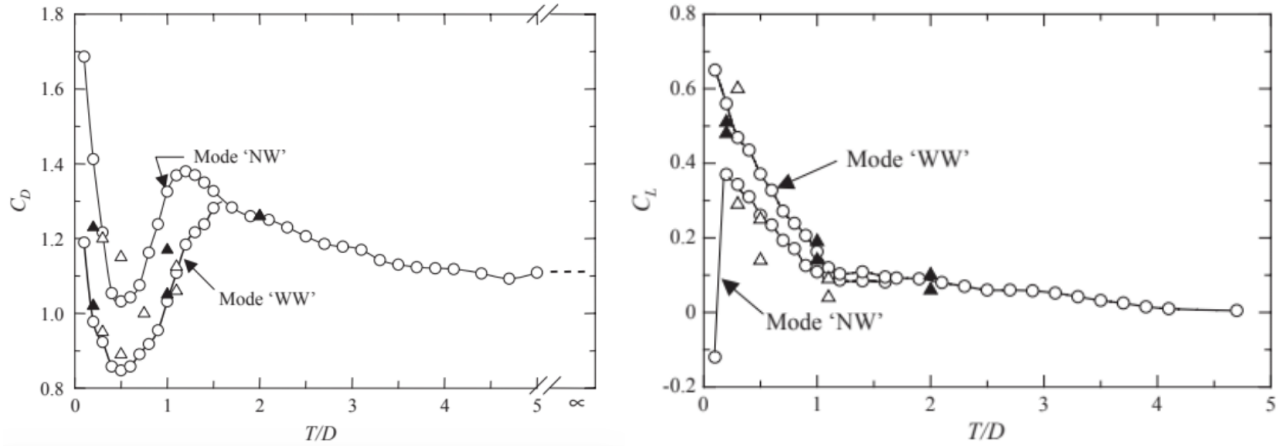 1.8
1.6
1.4
1.2
1.0
0.8
C_D
Mode ‘NW’
Mode ‘WW’
0 1 2 3 4 5 ∝
T/D
0.8
0.6
0.4
0.2
0
-0.2
C_L
Mode ‘WW’
Mode ‘NW’
0 1 2 3 4 5
T/D